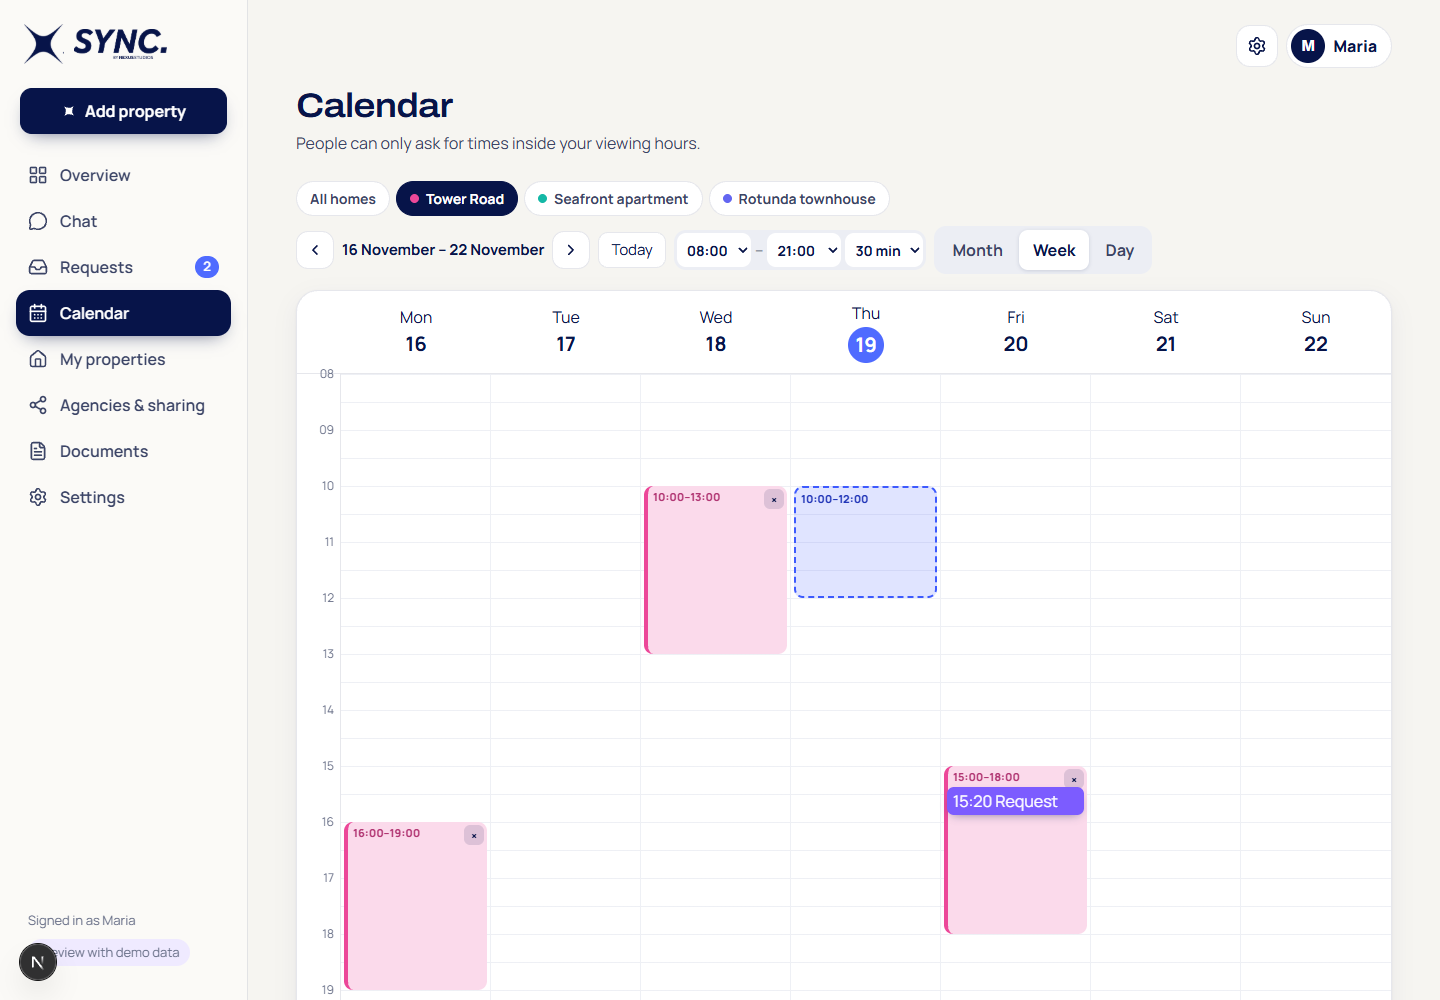 SYNC.
BY NEXUS STUDIOS
M Maria
Add property
Overview
Chat
Requests 2
Calendar
My properties
Agencies & sharing
Documents
Settings
Signed in as Maria
view with demo data
N
Calendar
People can only ask for times inside your viewing hours.
All homes Tower Road Seafront apartment Rotunda townhouse
16 November – 22 November Today 08:00 – 21:00 30 min Month Week Day
Mon Tue Wed Thu Fri Sat Sun
16 17 18 19 20 21 22
08
09
10
10:00–13:00 × 10:00–12:00
11
12
13
14
15
15:00–18:00 ×
15:20 Request
16
16:00–19:00 ×
17
18
19